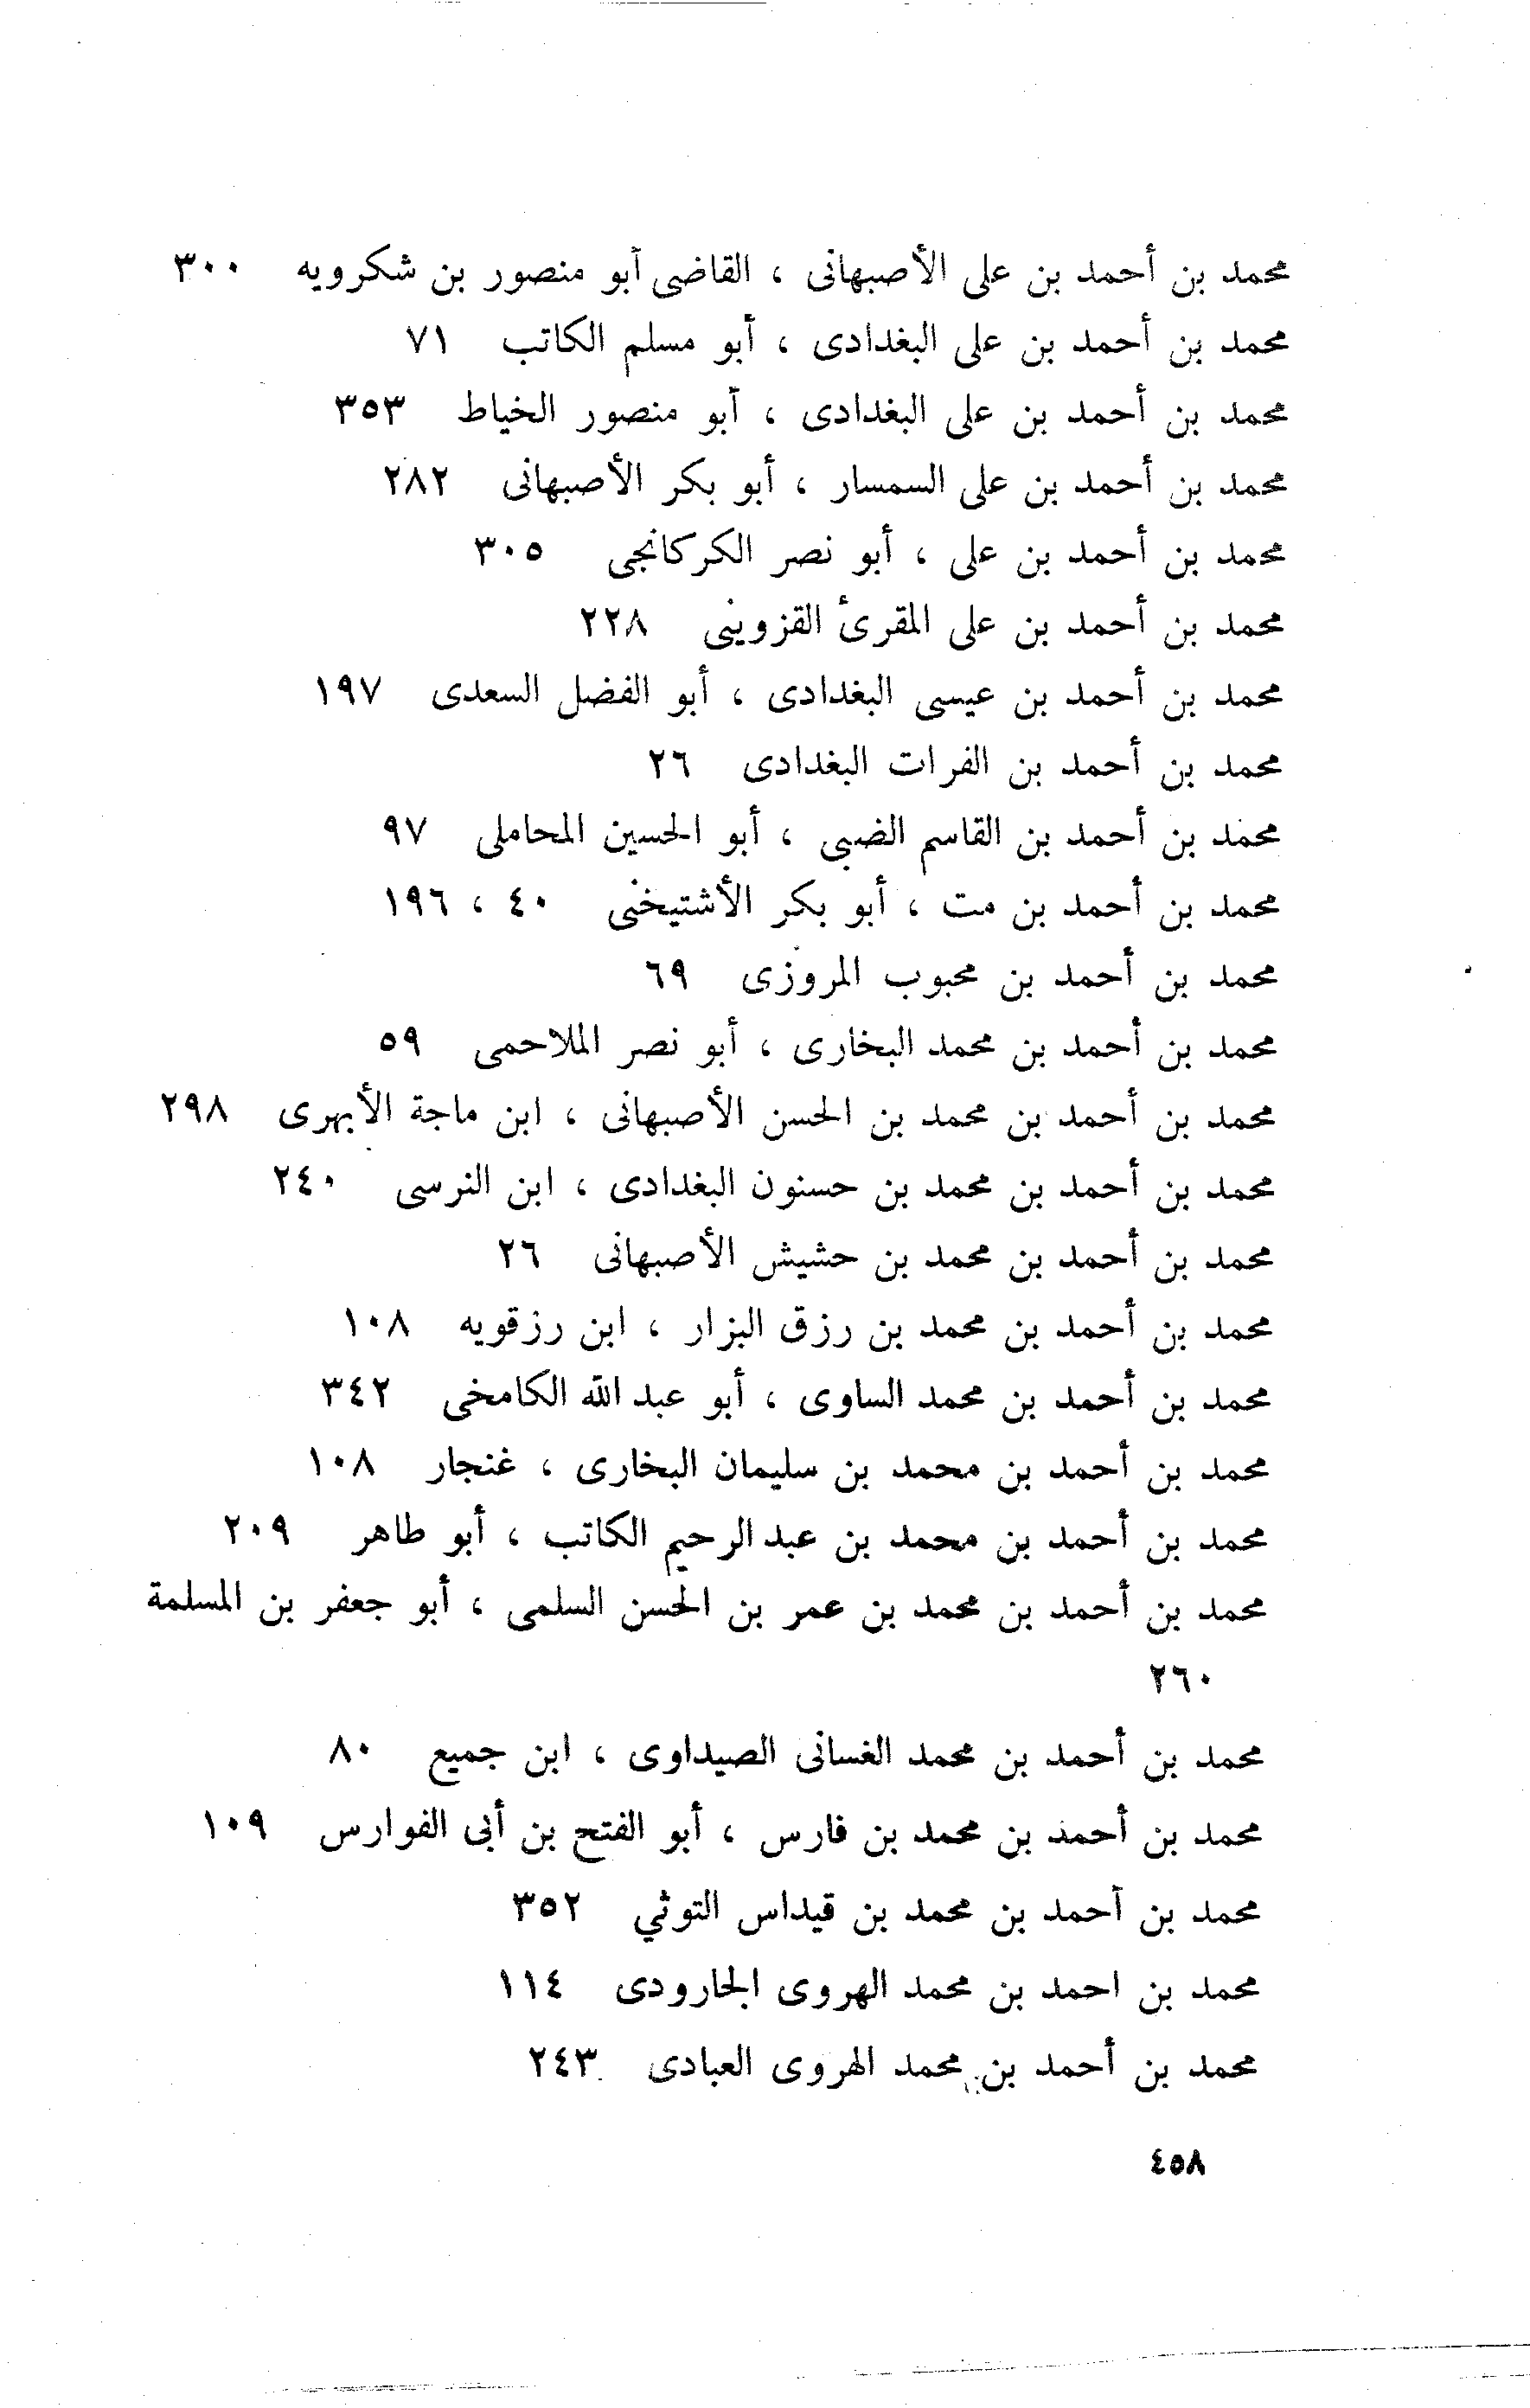 محمد بن أحمد بن على الأصبهانى ، القاضى أبو منصور بن شكرويه ٣٠٠
محمد بن أحمد بن على البغدادى ، أبو مسلم الكاتب ٧١
محمد بن أحمد بن على البغدادى ، أبو منصور الخياط ٣٥٣
محمد بن أحمد بن على السمسار ، أبو بكر الأصبهانى ٢٨٢
محمد بن أحمد بن على ، أبو نصر الكركانجى ٣٠٥
محمد بن أحمد بن على المقرئ القزوينى ٢٢٨
محمد بن أحمد بن عيسى البغدادى ، أبو الفضل السعدى ١٩٧
محمد بن أحمد بن الفرات البغدادى ٢٦
محمد بن أحمد بن القاسم الضبى ، أبو الحسين المحاملى ٩٧
محمد بن أحمد بن مت ، أبو بكر الأشتيخنى ٤٠ ، ١٩٦
محمد بن أحمد بن محبوب المروزى ٦٩
محمد بن أحمد بن محمد البخارى ، أبو نصر الملاحمى ٥٩
محمد بن أحمد بن محمد بن الحسن الأصبهانى ، ابن ماجة الأبهرى ٢٩٨
محمد بن أحمد بن محمد بن حسنون البغدادى ، ابن النرسى ٢٤٠
محمد بن أحمد بن محمد بن حشيش الأصبهانى ٢٦
محمد بن أحمد بن محمد بن رزق البزار ، ابن رزقويه ١٠٨
محمد بن أحمد بن محمد الساوى ، أبو عبد الله الكامخى ٣٤٢
محمد بن أحمد بن محمد بن سليمان البخارى ، غنجار ١٠٨
محمد بن أحمد بن محمد بن عبد الرحيم الكاتب ، أبو طاهر ٢٠٩
محمد بن أحمد بن محمد بن عمر بن الحسن السلمى ، أبو جعفر بن المسلمة
٢٦٠
محمد بن أحمد بن محمد الغسانى الصيداوى ، ابن جميع ٨٠
محمد بن أحمد بن محمد بن فارس ، أبو الفتح بن أبى الفوارس ١٠٩
محمد بن أحمد بن محمد بن قيداس التوثي ٣٥٢
محمد بن احمد بن محمد الهروى الجارودى ١١٤
محمد بن أحمد بن محمد الهروى العبادى ٢٤٣
٤٥٨